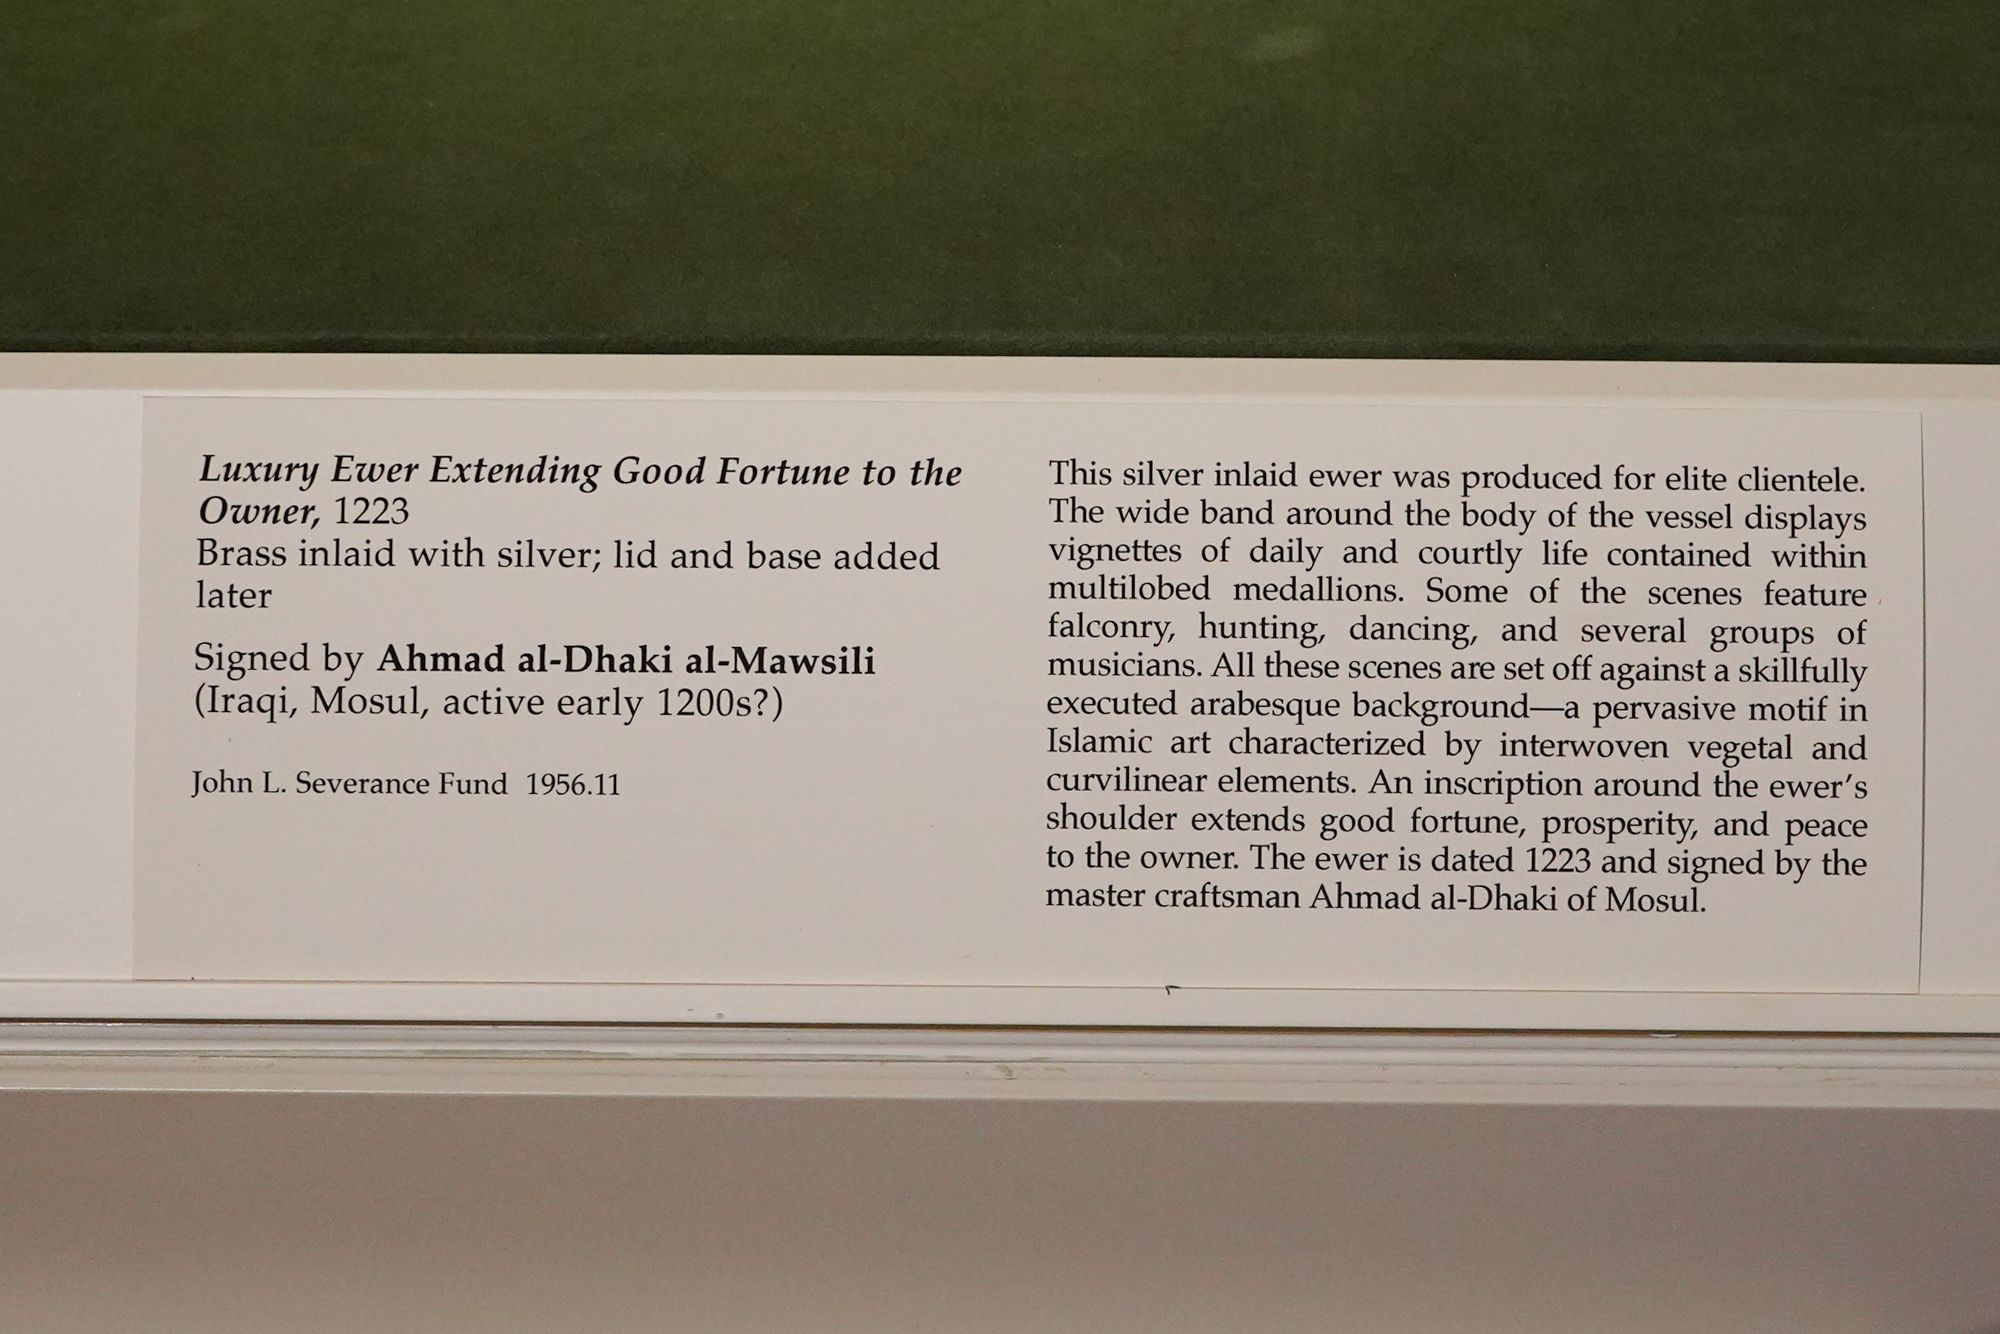 Luxury Ewer Extending Good Fortune to the
Owner, 1223
Brass inlaid with silver; lid and base added
later
Signed by Ahmad al-Dhaki al-Mawsili
(Iraqi, Mosul, active early 1200s?)
John L. Severance Fund 1956.11
This silver inlaid ewer was produced for elite clientele.
The wide band around the body of the vessel displays
vignettes of daily and courtly life contained within
multilobed medallions. Some of the scenes feature
falconry, hunting, dancing, and several groups of
musicians. All these scenes are set off against a skillfully
executed arabesque background—a pervasive motif in
Islamic art characterized by interwoven vegetal and
curvilinear elements. An inscription around the ewer's
shoulder extends good fortune, prosperity, and peace
to the owner. The ewer is dated 1223 and signed by the
master craftsman Ahmad al-Dhaki of Mosul.